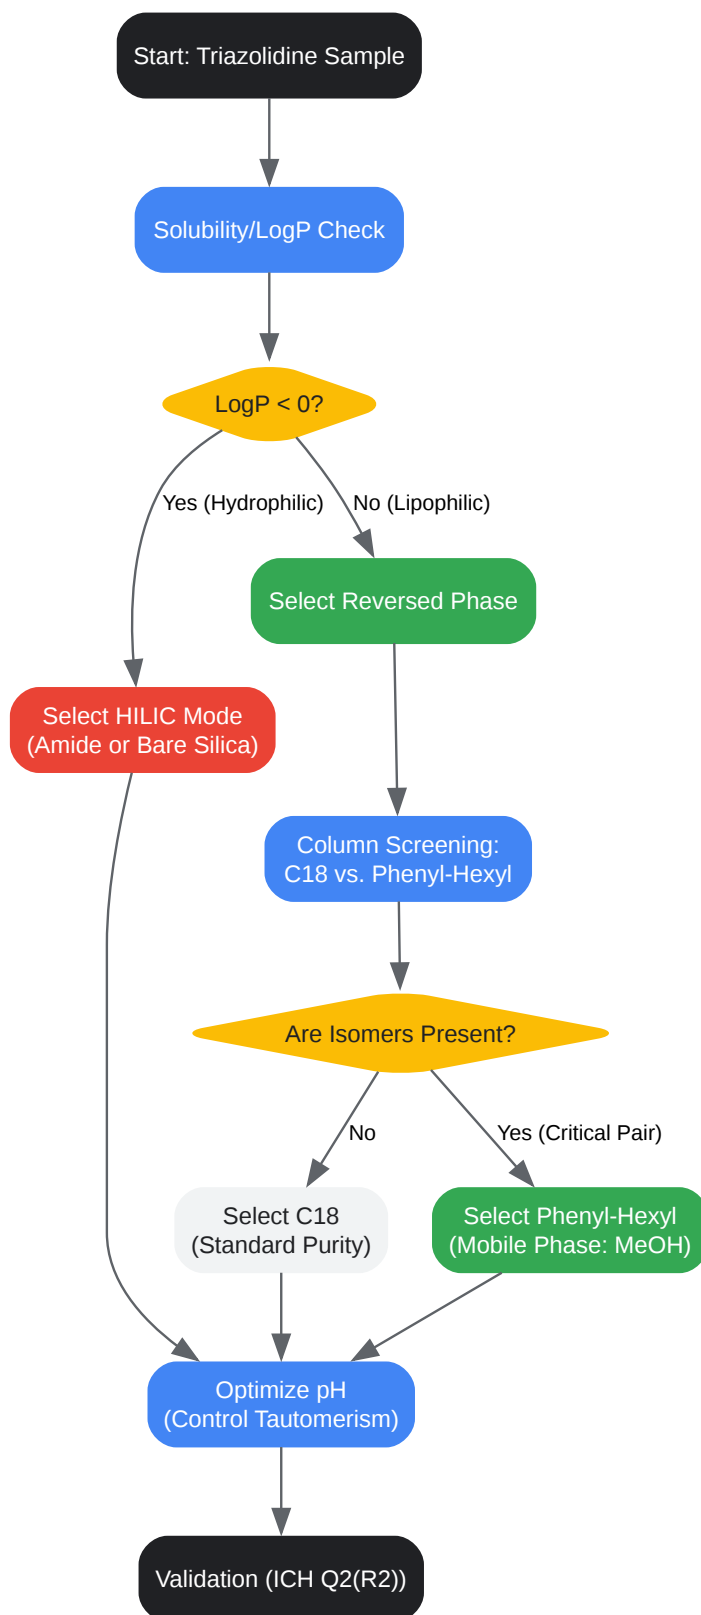 Start: Triazolidine Sample
Solubility/LogP Check
LogP < 0?
Yes (Hydrophilic)
No (Lipophilic)
Select Reversed Phase
Select HILIC Mode
(Amide or Bare Silica)
Column Screening:
C18 vs. Phenyl-Hexyl
Are Isomers Present?
No
Yes (Critical Pair)
Select C18
(Standard Purity)
Select Phenyl-Hexyl
(Mobile Phase: MeOH)
Optimize pH
(Control Tautomerism)
Validation (ICH Q2(R2))